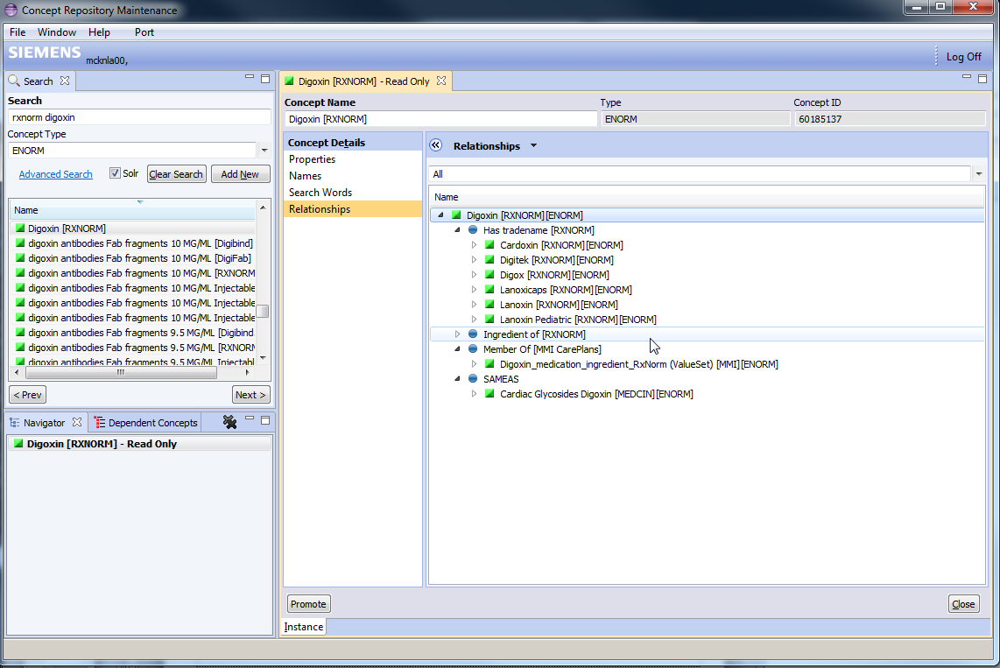 Concept Repository Maintenance
File Window Help Port
SIEMENS mcknla00,
Log Off
Search
Search
rxnorm digoxin
Concept Type
ENORM
Advanced Search Solr Clear Search Add New
Name
Digoxin [RXNORM]
digoxin antibodies Fab fragments 10 MG/ML [Digibind]
digoxin antibodies Fab fragments 10 MG/ML [DigiFab]
digoxin antibodies Fab fragments 10 MG/ML [RXNORM
digoxin antibodies Fab fragments 10 MG/ML Injectable
digoxin antibodies Fab fragments 10 MG/ML Injectable
digoxin antibodies Fab fragments 10 MG/ML Injectable
digoxin antibodies Fab fragments 9.5 MG/ML [Digibind
digoxin antibodies Fab fragments 9.5 MG/ML [RXNORM
digoxin antibodies Fab fragments 9.5 MG/ML Injectabl
< Prev Next >
Navigator Dependent Concepts
Digoxin [RXNORM] - Read Only
Digoxin [RXNORM] - Read Only
Concept Name Type Concept ID
Digoxin [RXNORM] ENORM 60185137
Concept Details
Properties
Names
Search Words
Relationships
Relationships
All
Name
Digoxin [RXNORM][ENORM]
Has tradename [RXNORM]
Cardoxin [RXNORM][ENORM]
Digitek [RXNORM][ENORM]
Digox [RXNORM][ENORM]
Lanoxicaps [RXNORM][ENORM]
Lanoxin [RXNORM][ENORM]
Lanoxin Pediatric [RXNORM][ENORM]
Ingredient of [RXNORM]
Member Of [MMI CarePlans]
Digoxin_medication_ingredient_RxNorm (ValueSet) [MMI][ENORM]
SAMEAS
Cardiac Glycosides Digoxin [MEDCIN][ENORM]
Promote Close
Instance